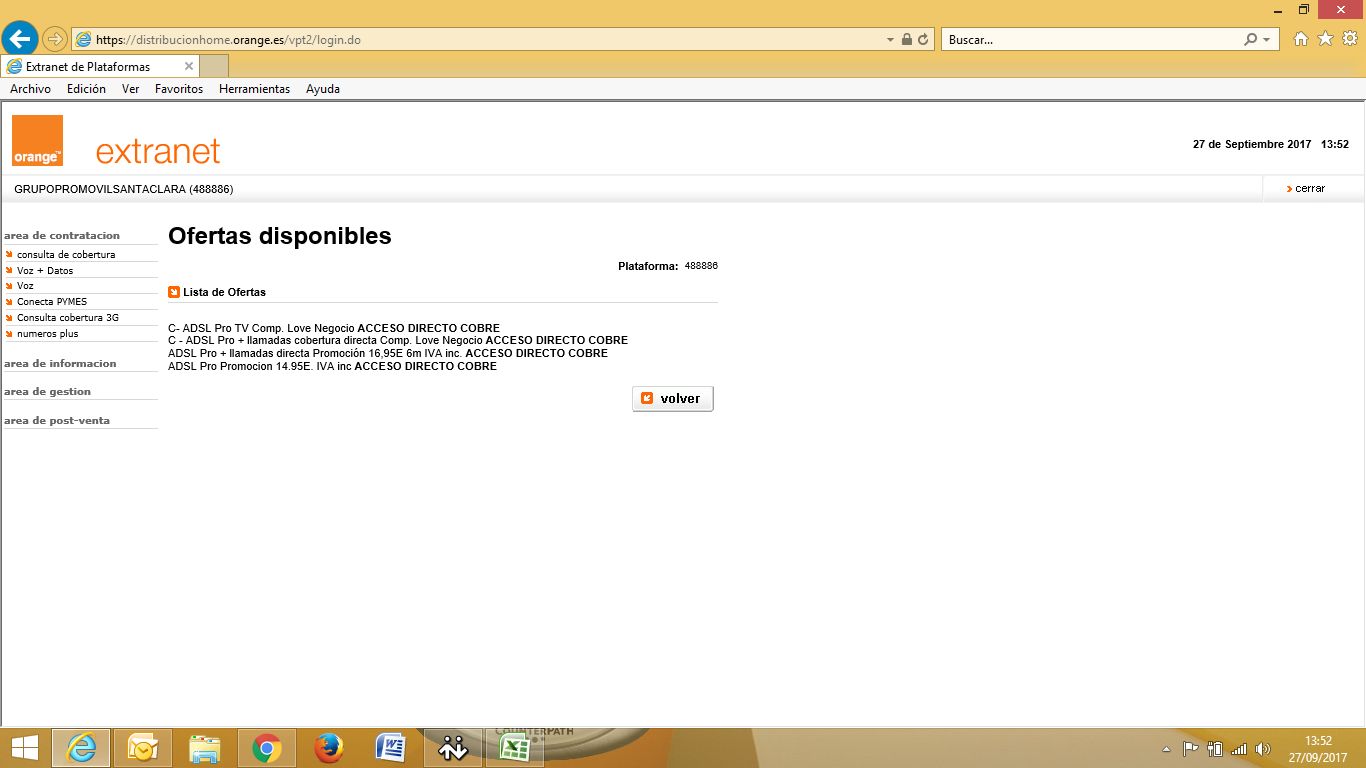 https://distribucionhome.orange.es/vpt2/login.do
Buscar...
Extranet de Plataformas
Archivo Edición Ver Favoritos Herramientas Ayuda
orange™
extranet
27 de Septiembre 2017 13:52
GRUPOPROMOVILSANTACLARA (488886)
cerrar
area de contratacion
consulta de cobertura
Voz + Datos
Voz
Conecta PYMES
Consulta cobertura 3G
numeros plus
area de informacion
area de gestion
area de post-venta
Ofertas disponibles
Plataforma: 488886
Lista de Ofertas
C- ADSL Pro TV Comp. Love Negocio ACCESO DIRECTO COBRE
C - ADSL Pro + llamadas cobertura directa Comp. Love Negocio ACCESO DIRECTO COBRE
ADSL Pro + llamadas directa Promoción 16,95E 6m IVA inc. ACCESO DIRECTO COBRE
ADSL Pro Promocion 14.95E. IVA inc ACCESO DIRECTO COBRE
volver
COUNTERPATH
13:52
27/09/2017